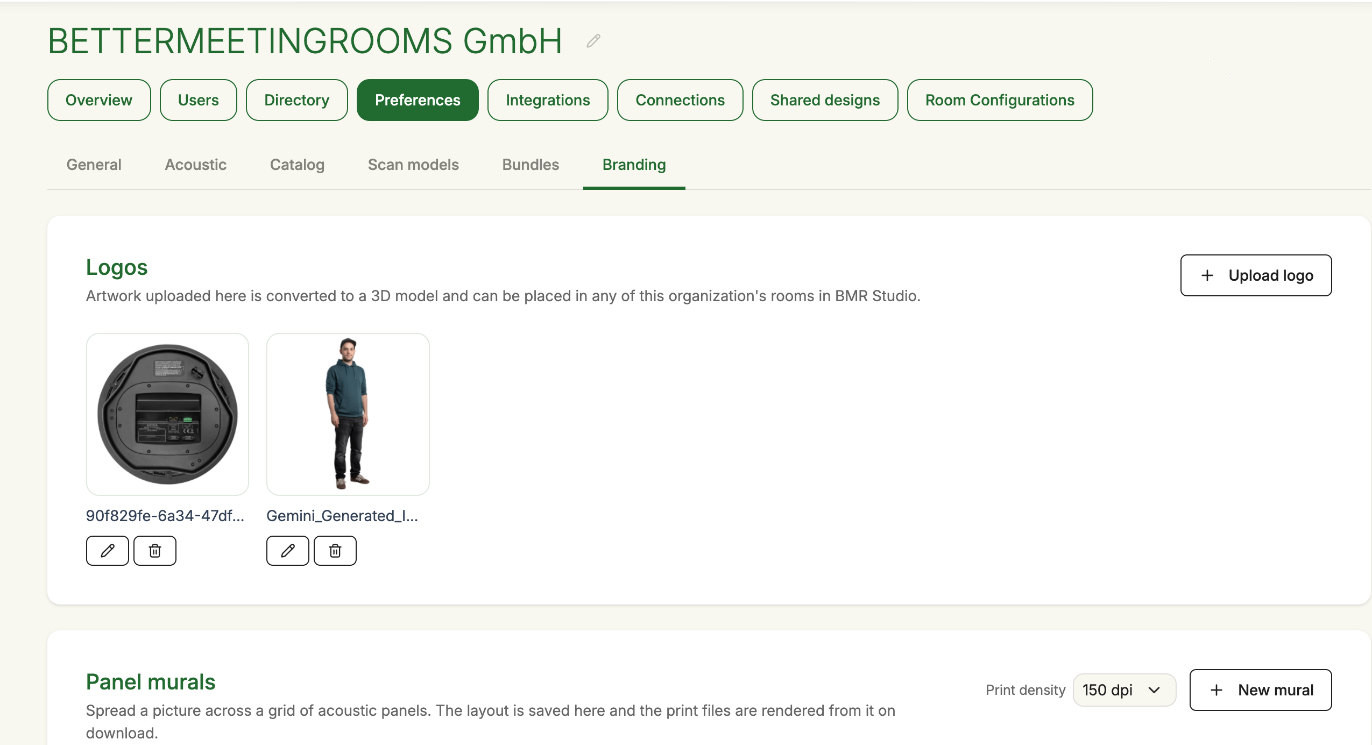 BETTERMEETINGROOMS GmbH
Overview
Users
Directory
Preferences
Integrations
Connections
Shared designs
Room Configurations
General
Acoustic
Catalog
Scan models
Bundles
Branding
Logos
Artwork uploaded here is converted to a 3D model and can be placed in any of this organization's rooms in BMR Studio.
+ Upload logo
90f829fe-6a34-47df...
Gemini_Generated_I...
Panel murals
Spread a picture across a grid of acoustic panels. The layout is saved here and the print files are rendered from it on
download.
Print density
150 dpi
+ New mural